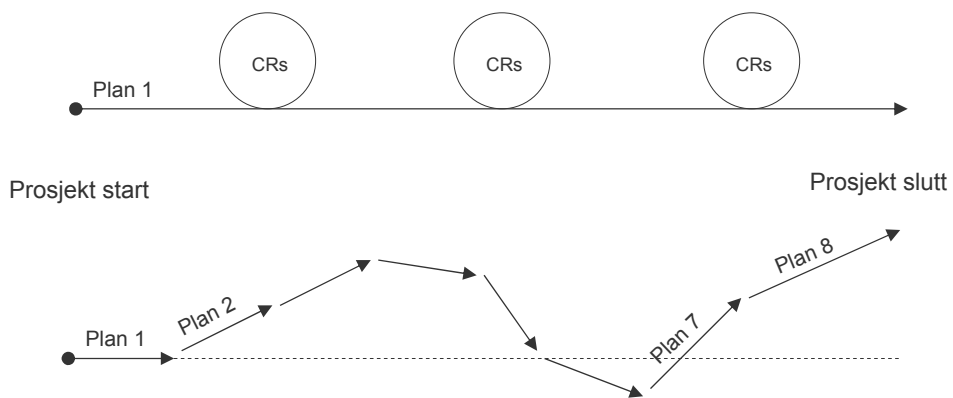 CRs
CRs
CRs
Plan 1
Prosjekt start
Prosjekt slutt
Plan 1
Plan 2
Plan 7
Plan 8